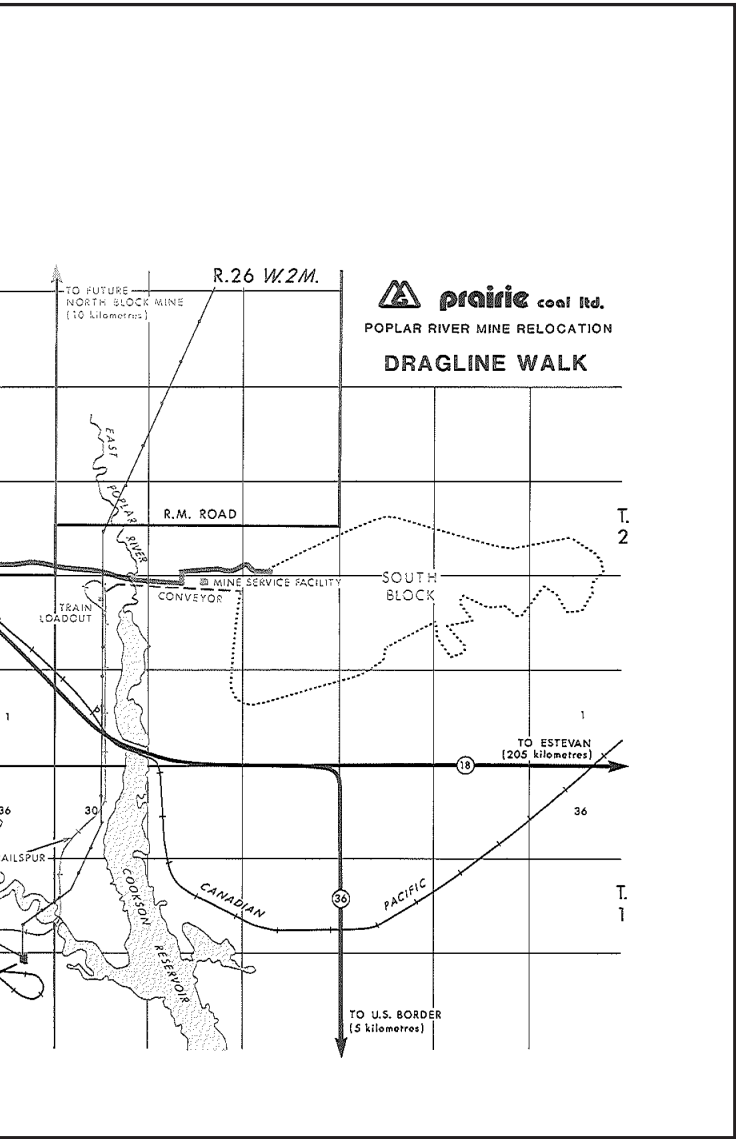 R.26 W.2M.
TO FUTURE
NORTH BLOCK MINE
(10 kilometres)
prairie coal ltd.
POPLAR RIVER MINE RELOCATION
DRAGLINE WALK
EAST
POPLAR
RIVER
R.M. ROAD
T.
2
MINE SERVICE FACILITY
CONVEYOR
SOUTH
BLOCK
TRAIN
LOADOUT
1
1
TO ESTEVAN
(205 kilometres)
18
36
30
36
AILSPUR
COOKSON
RESERVOIR
CANADIAN
PACIFIC
36
T.
1
TO U.S. BORDER
(5 kilometres)